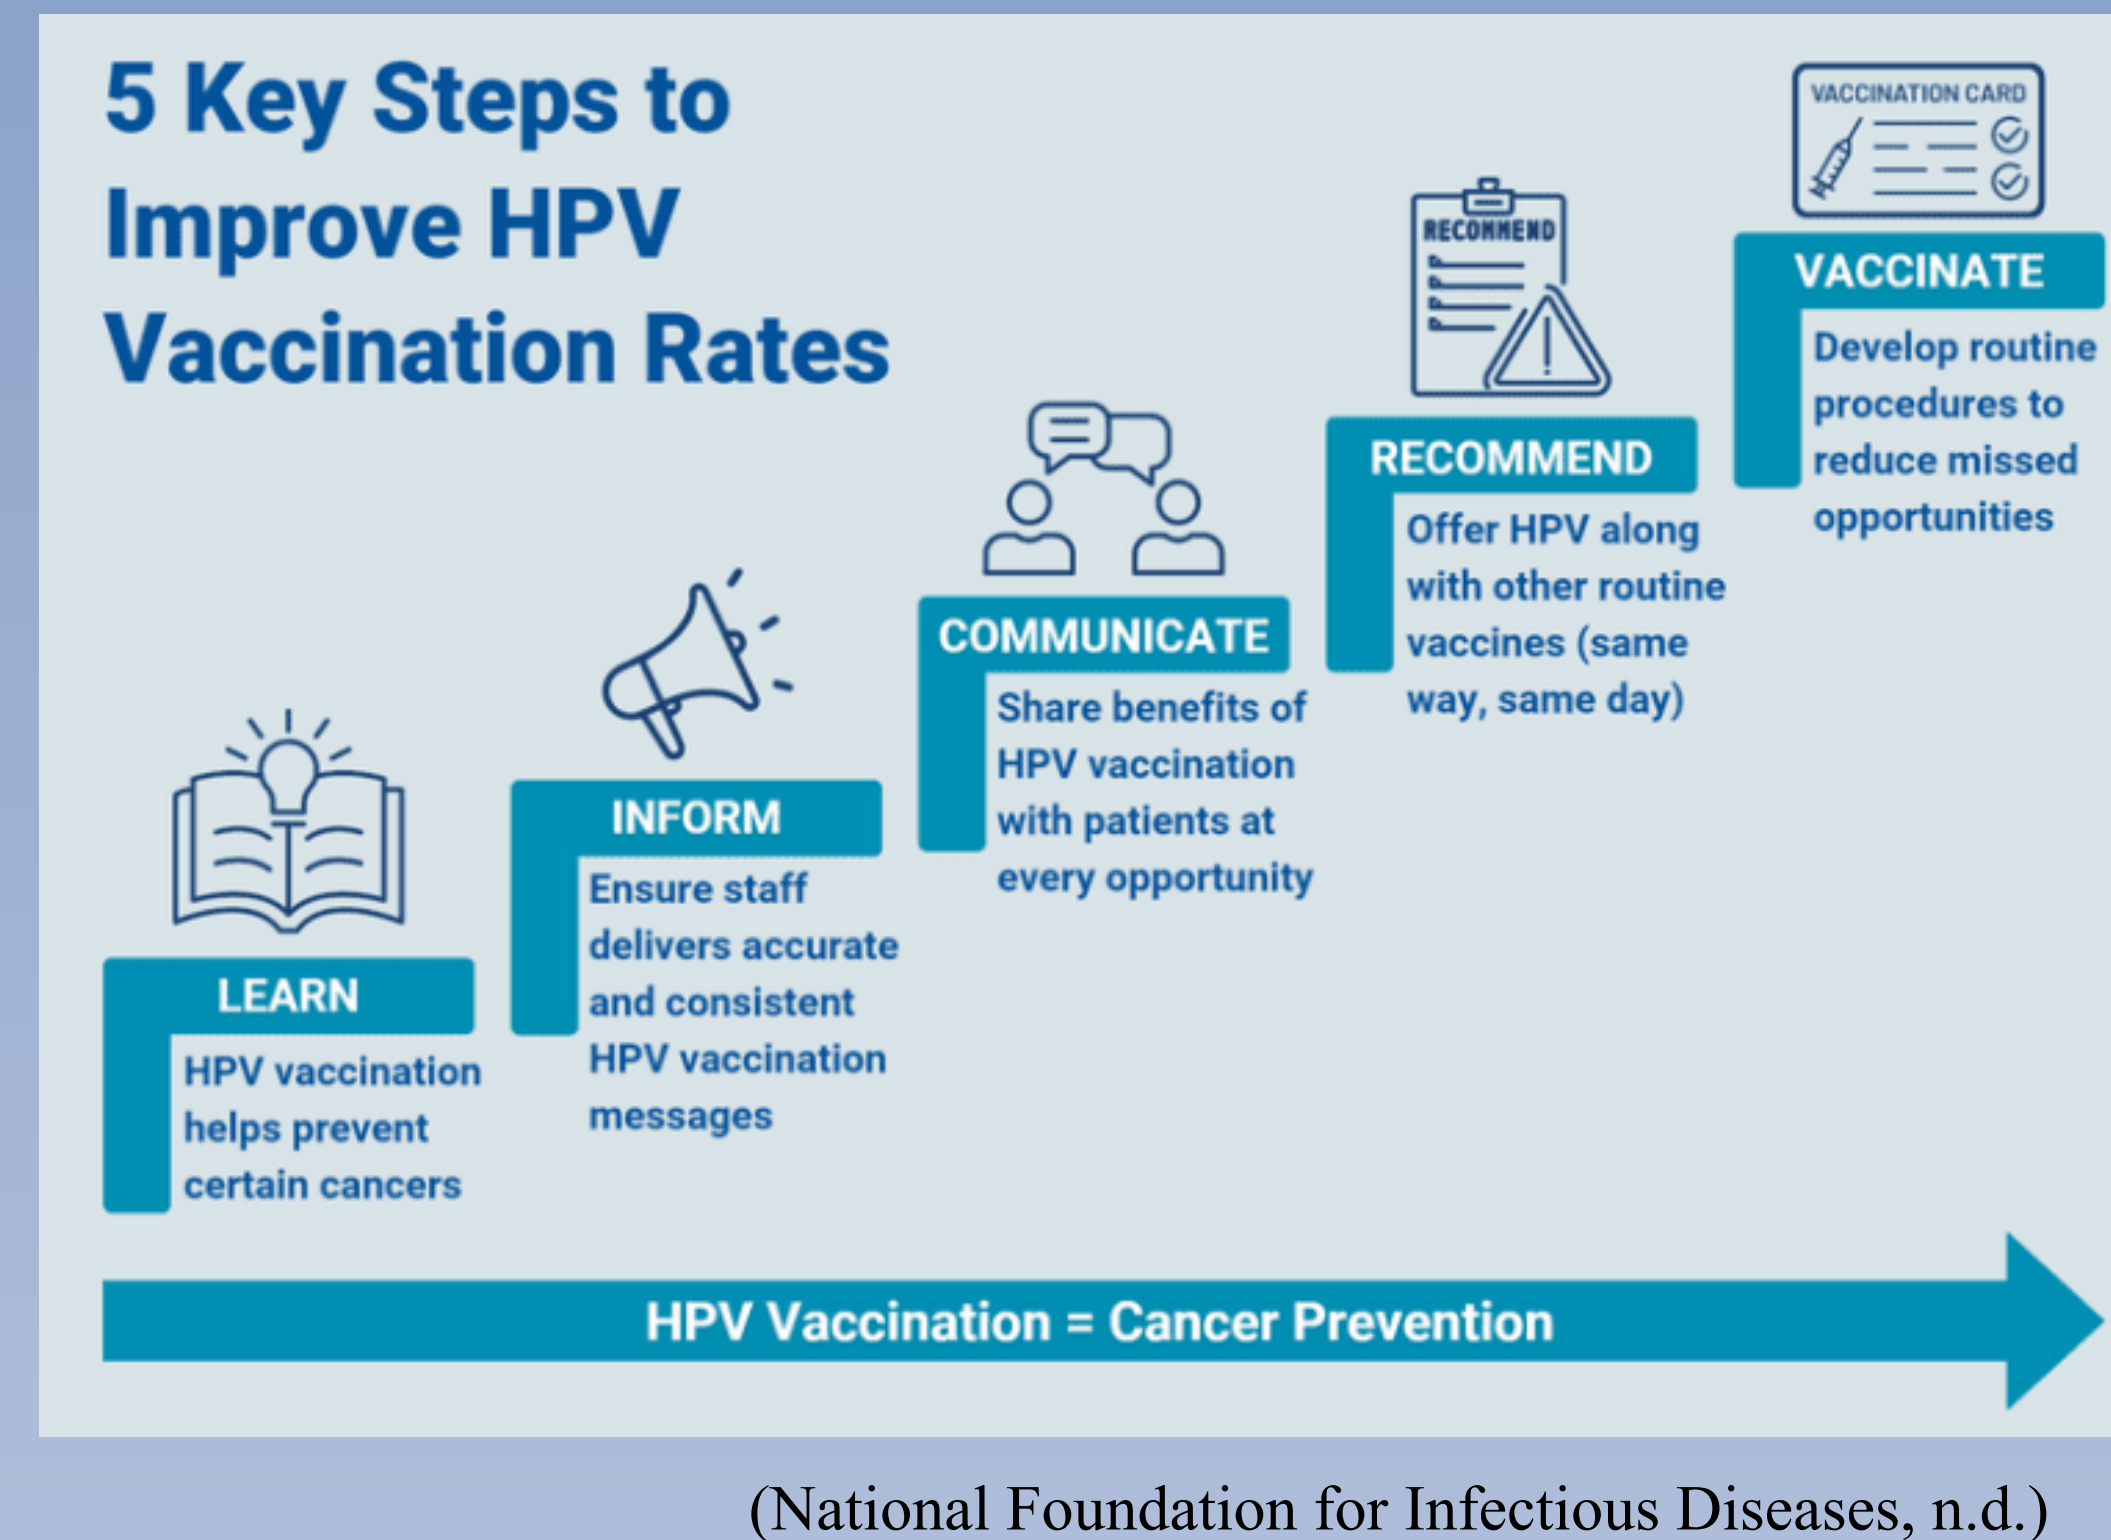 5 Key Steps to
Improve HPV
Vaccination Rates
LEARN
HPV vaccination
helps prevent
certain cancers
INFORM
Ensure staff
delivers accurate
and consistent
HPV vaccination
messages
COMMUNICATE
Share benefits of
HPV vaccination
with patients at
every opportunity
RECOMMEND
RECOMMEND
Offer HPV along
with other routine
vaccines (same
way, same day)
VACCINATION CARD
VACCINATE
Develop routine
procedures to
reduce missed
opportunities
HPV Vaccination = Cancer Prevention
(National Foundation for Infectious Diseases, n.d.)